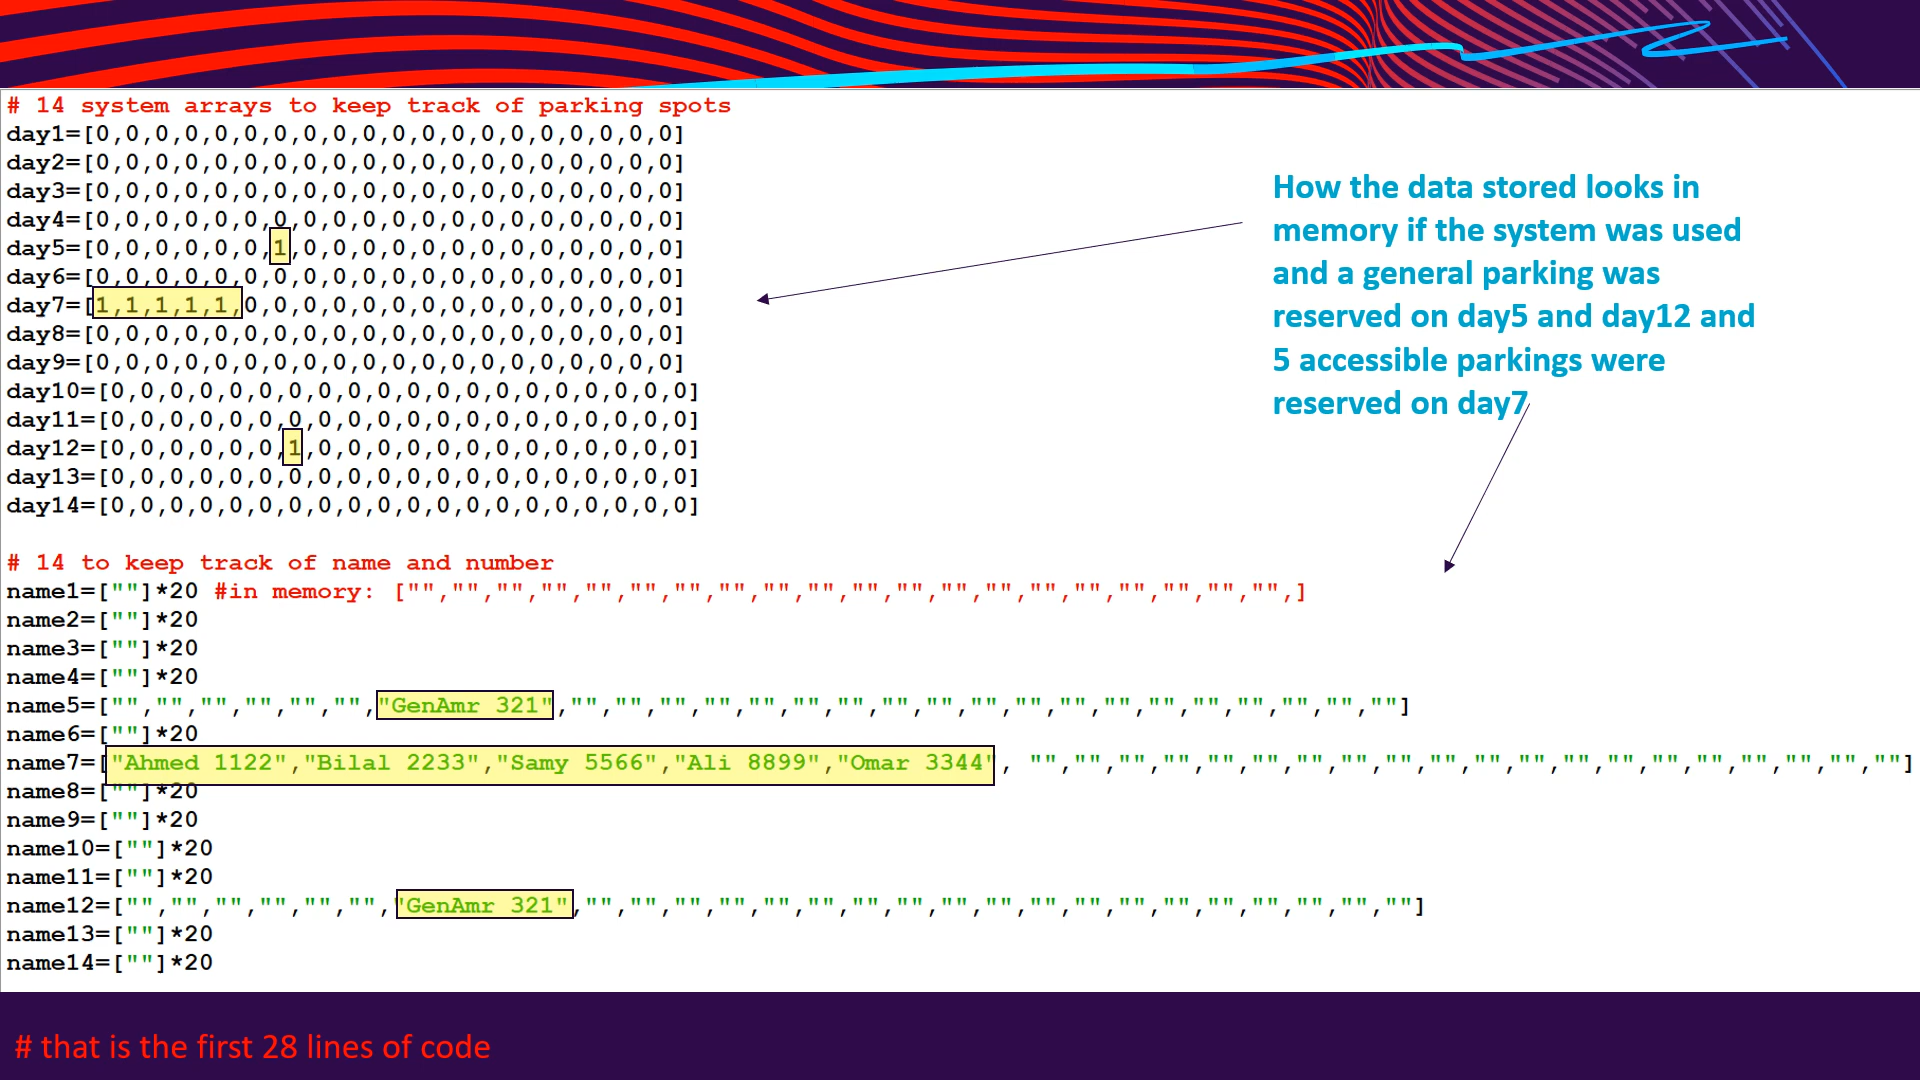 # 14 system arrays to keep track of parking spots
day1=[0,0,0,0,0,0,0,0,0,0,0,0,0,0,0,0,0,0,0,0]
day2=[0,0,0,0,0,0,0,0,0,0,0,0,0,0,0,0,0,0,0,0]
day3=[0,0,0,0,0,0,0,0,0,0,0,0,0,0,0,0,0,0,0,0]
day4=[0,0,0,0,0,0,0,0,0,0,0,0,0,0,0,0,0,0,0,0]
day5=[0,0,0,0,0,0,1,0,0,0,0,0,0,0,0,0,0,0,0,0]
day6=[0,0,0,0,0,0,0,0,0,0,0,0,0,0,0,0,0,0,0,0]
day7=[1,1,1,1,1,0,0,0,0,0,0,0,0,0,0,0,0,0,0,0]
day8=[0,0,0,0,0,0,0,0,0,0,0,0,0,0,0,0,0,0,0,0]
day9=[0,0,0,0,0,0,0,0,0,0,0,0,0,0,0,0,0,0,0,0]
day10=[0,0,0,0,0,0,0,0,0,0,0,0,0,0,0,0,0,0,0,0]
day11=[0,0,0,0,0,0,0,0,0,0,0,0,0,0,0,0,0,0,0,0]
day12=[0,0,0,0,0,0,1,0,0,0,0,0,0,0,0,0,0,0,0,0]
day13=[0,0,0,0,0,0,0,0,0,0,0,0,0,0,0,0,0,0,0,0]
day14=[0,0,0,0,0,0,0,0,0,0,0,0,0,0,0,0,0,0,0,0]
How the data stored looks in
memory if the system was used
and a general parking was
reserved on day5 and day12 and
5 accessible parkings were
reserved on day7
# 14 to keep track of name and number
name1=[""]*20 #in memory: ["","","","","","","","","","","","","","","","","","","","",]
name2=[""]*20
name3=[""]*20
name4=[""]*20
name5=["","","","","","","GenAmr 321","","","","","","","","","","","","","","","","","","",""]
name6=[""]*20
name7=["Ahmed 1122","Bilal 2233","Samy 5566","Ali 8899","Omar 3344", "","","","","","","","","","","","","","","","","","","",""]
name8=[""]*20
name9=[""]*20
name10=[""]*20
name11=[""]*20
name12=["","","","","","","GenAmr 321","","","","","","","","","","","","","","","","","","",""]
name13=[""]*20
name14=[""]*20
# that is the first 28 lines of code